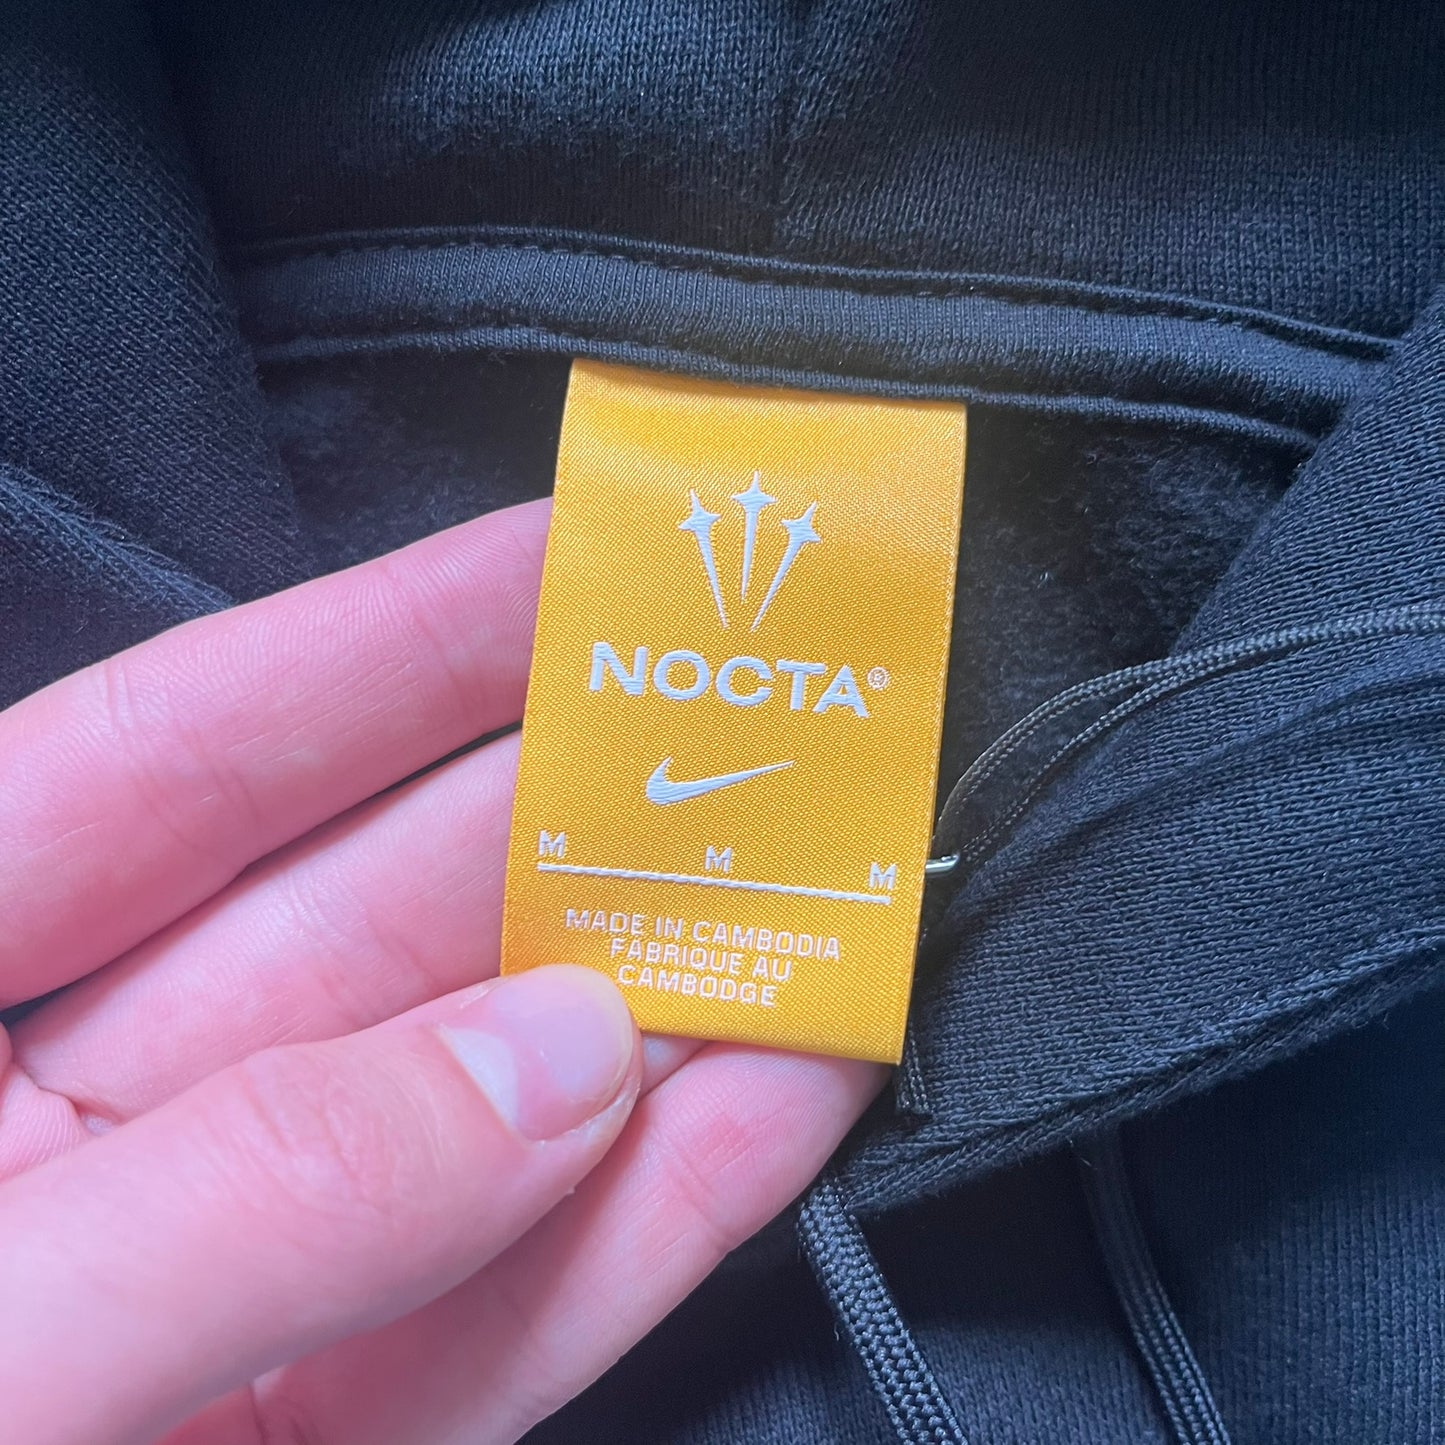 NOCTA®
M M M
MADE IN CAMBODIA
FABRIQUE AU
CAMBODGE